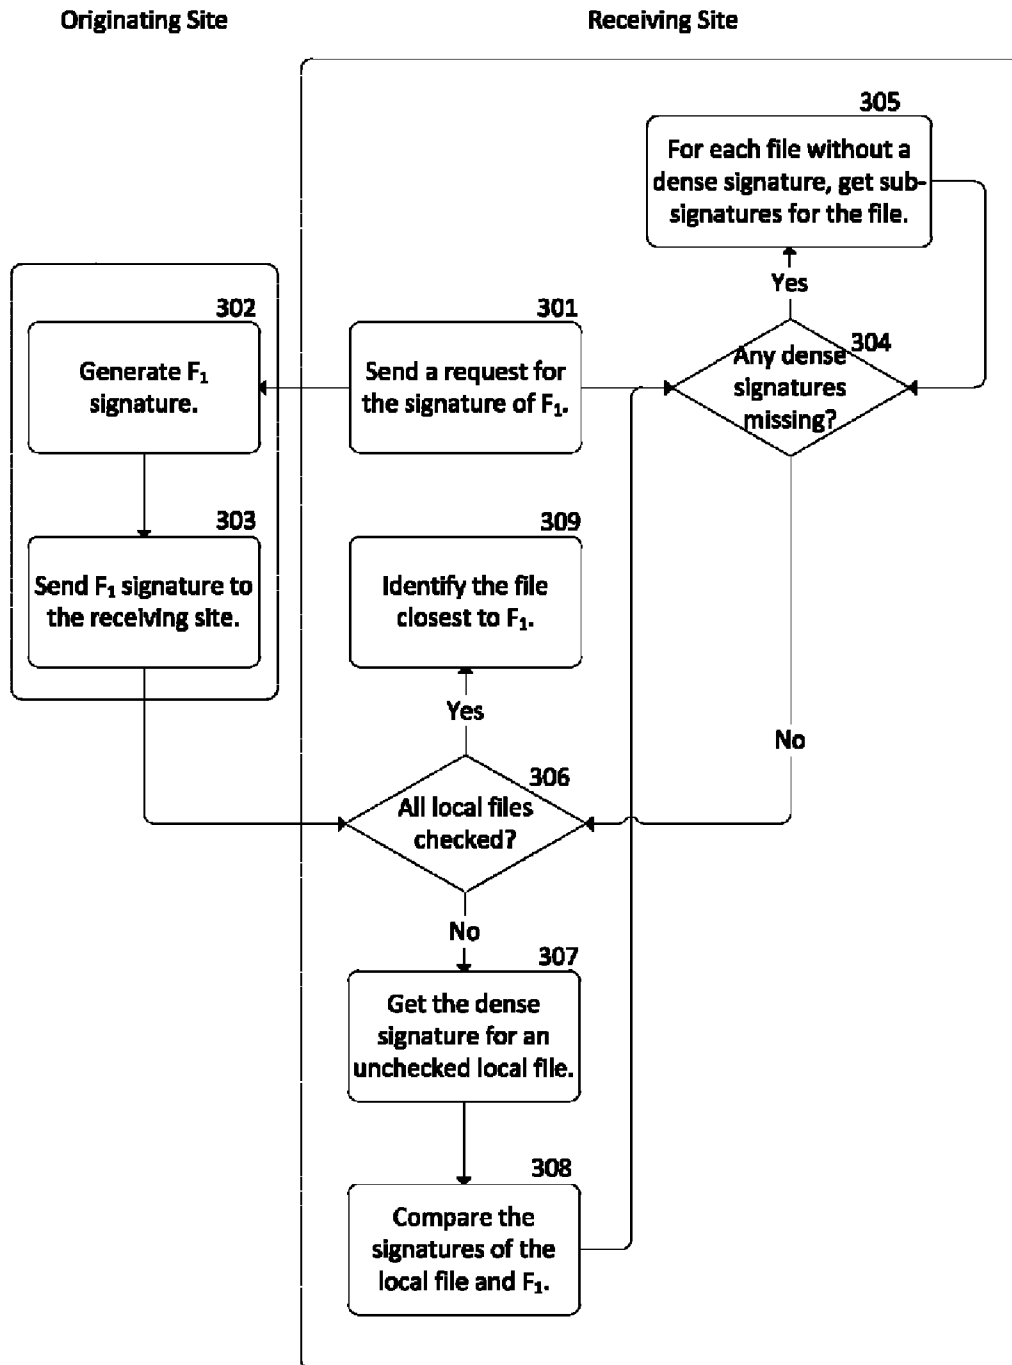 Originating Site
Receiving Site
305
For each file without a
dense signature, get sub-
signatures for the file.
Yes
302
Generate F₁
signature.
301
Send a request for
the signature of F₁.
304
Any dense
signatures
missing?
303
Send F₁ signature to
the receiving site.
309
Identify the file
closest to F₁.
Yes
No
306
All local files
checked?
No
307
Get the dense
signature for an
unchecked local file.
308
Compare the
signatures of the
local file and F₁.